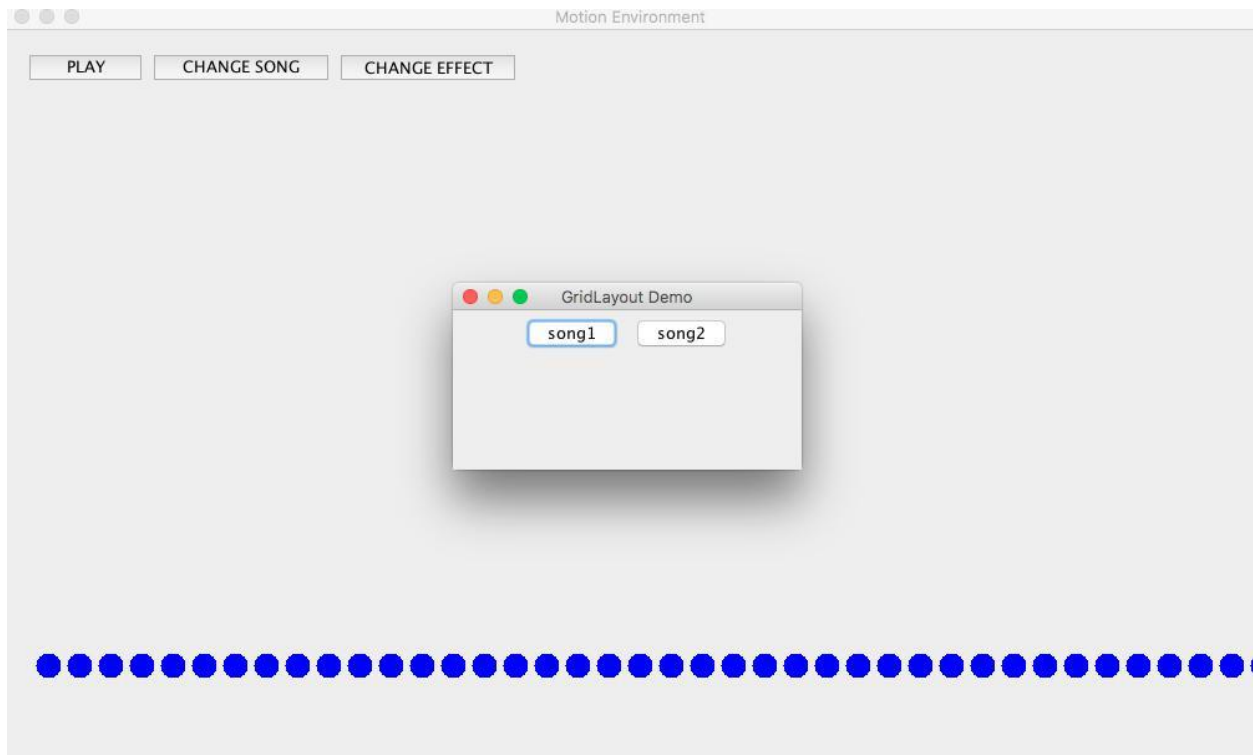 Motion Environment
PLAY CHANGE SONG CHANGE EFFECT
GridLayout Demo
song1 song2